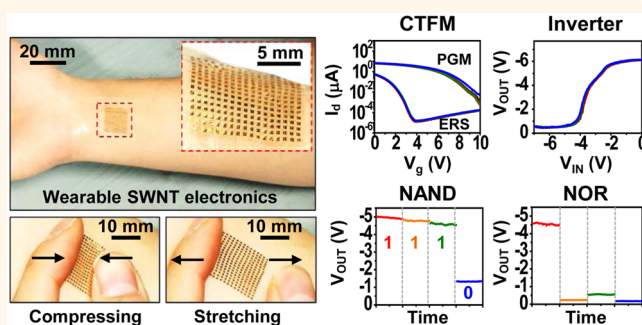 20 mm
5 mm
Wearable SWNT electronics
10 mm
10 mm
Compressing
Stretching
CTFM
I_d (μA)
10²
10⁰
10⁻²
10⁻⁴
10⁻⁶
PGM
ERS
0 2 4 6 8 10
V_g (V)
Inverter
V_OUT (V)
-6
-4
-2
0
-6 -4 -2 0
V_IN (V)
NAND
V_OUT (V)
-5
-4
-3
-2
-1
0
1 1 1 0
Time
NOR
V_OUT (V)
-5
-4
-3
-2
-1
0
Time